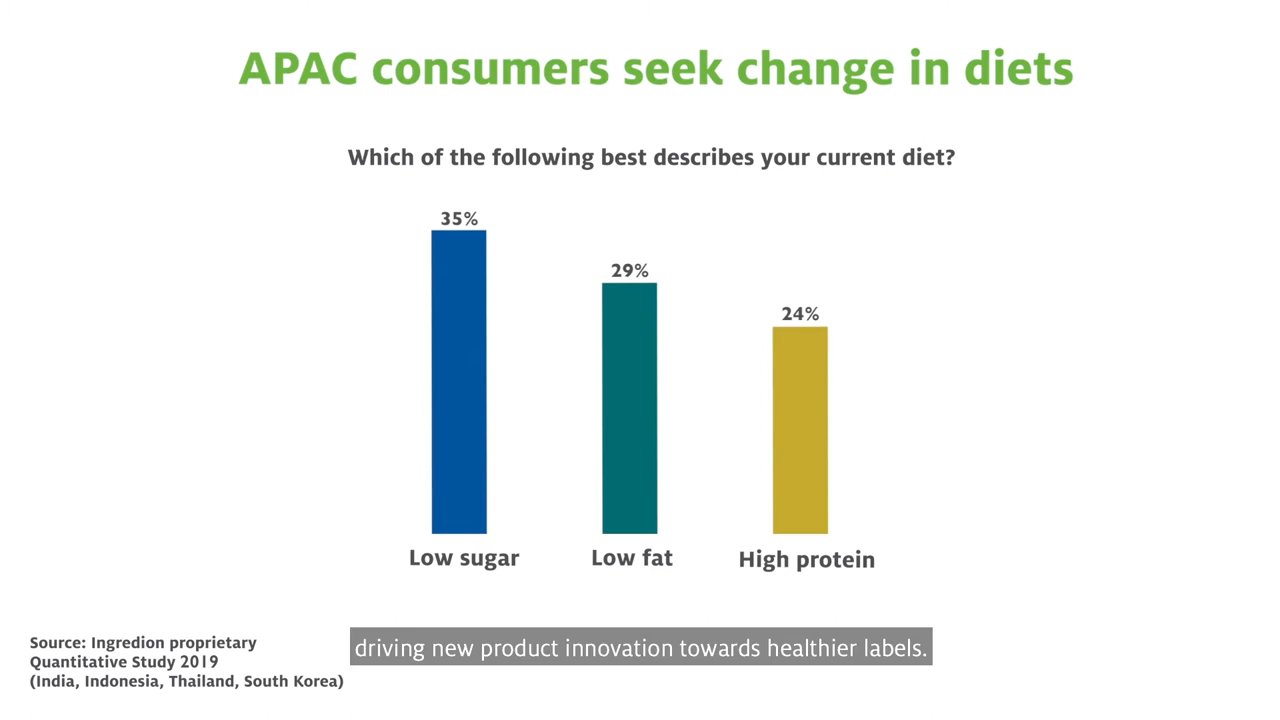 APAC consumers seek change in diets
Which of the following best describes your current diet?
35%
29%
24%
Low sugar
Low fat
High protein
Source: Ingredion proprietary
Quantitative Study 2019
(India, Indonesia, Thailand, South Korea)
driving new product innovation towards healthier labels.